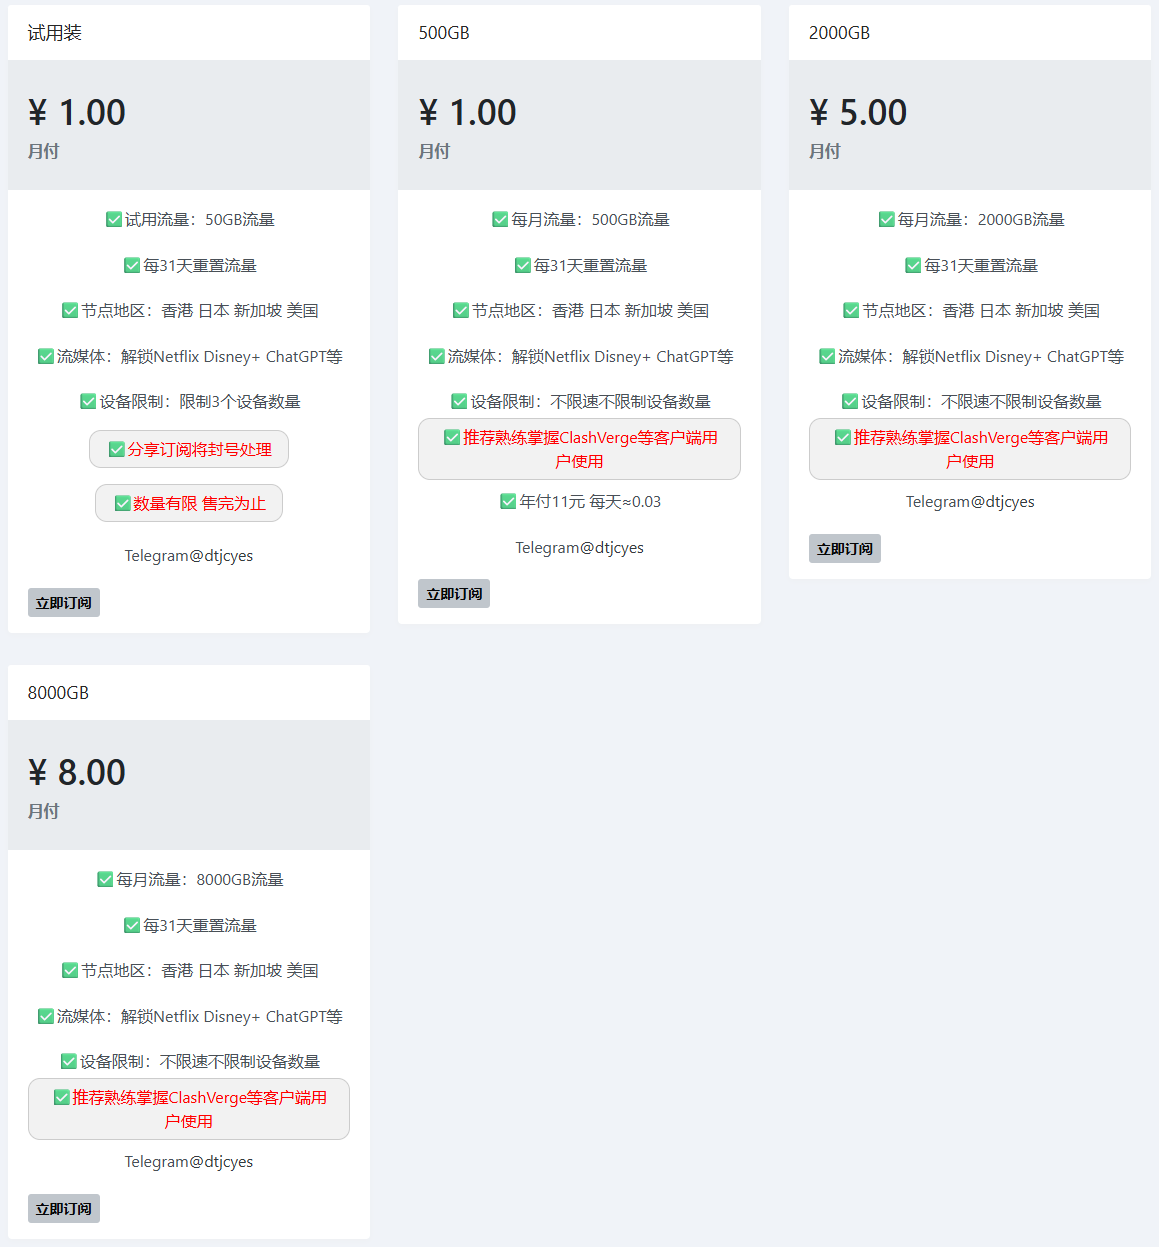 试用装
¥ 1.00
月付
✅试用流量：50GB流量
✅每31天重置流量
✅节点地区：香港 日本 新加坡 美国
✅流媒体：解锁Netflix Disney+ ChatGPT等
✅设备限制：限制3个设备数量
✅分享订阅将封号处理
✅数量有限 售完为止
Telegram@dtjcyes
立即订阅
500GB
¥ 1.00
月付
✅每月流量：500GB流量
✅每31天重置流量
✅节点地区：香港 日本 新加坡 美国
✅流媒体：解锁Netflix Disney+ ChatGPT等
✅设备限制：不限速不限制设备数量
✅推荐熟练掌握ClashVerge等客户端用
户使用
✅年付11元 每天≈0.03
Telegram@dtjcyes
立即订阅
2000GB
¥ 5.00
月付
✅每月流量：2000GB流量
✅每31天重置流量
✅节点地区：香港 日本 新加坡 美国
✅流媒体：解锁Netflix Disney+ ChatGPT等
✅设备限制：不限速不限制设备数量
✅推荐熟练掌握ClashVerge等客户端用
户使用
Telegram@dtjcyes
立即订阅
8000GB
¥ 8.00
月付
✅每月流量：8000GB流量
✅每31天重置流量
✅节点地区：香港 日本 新加坡 美国
✅流媒体：解锁Netflix Disney+ ChatGPT等
✅设备限制：不限速不限制设备数量
✅推荐熟练掌握ClashVerge等客户端用
户使用
Telegram@dtjcyes
立即订阅